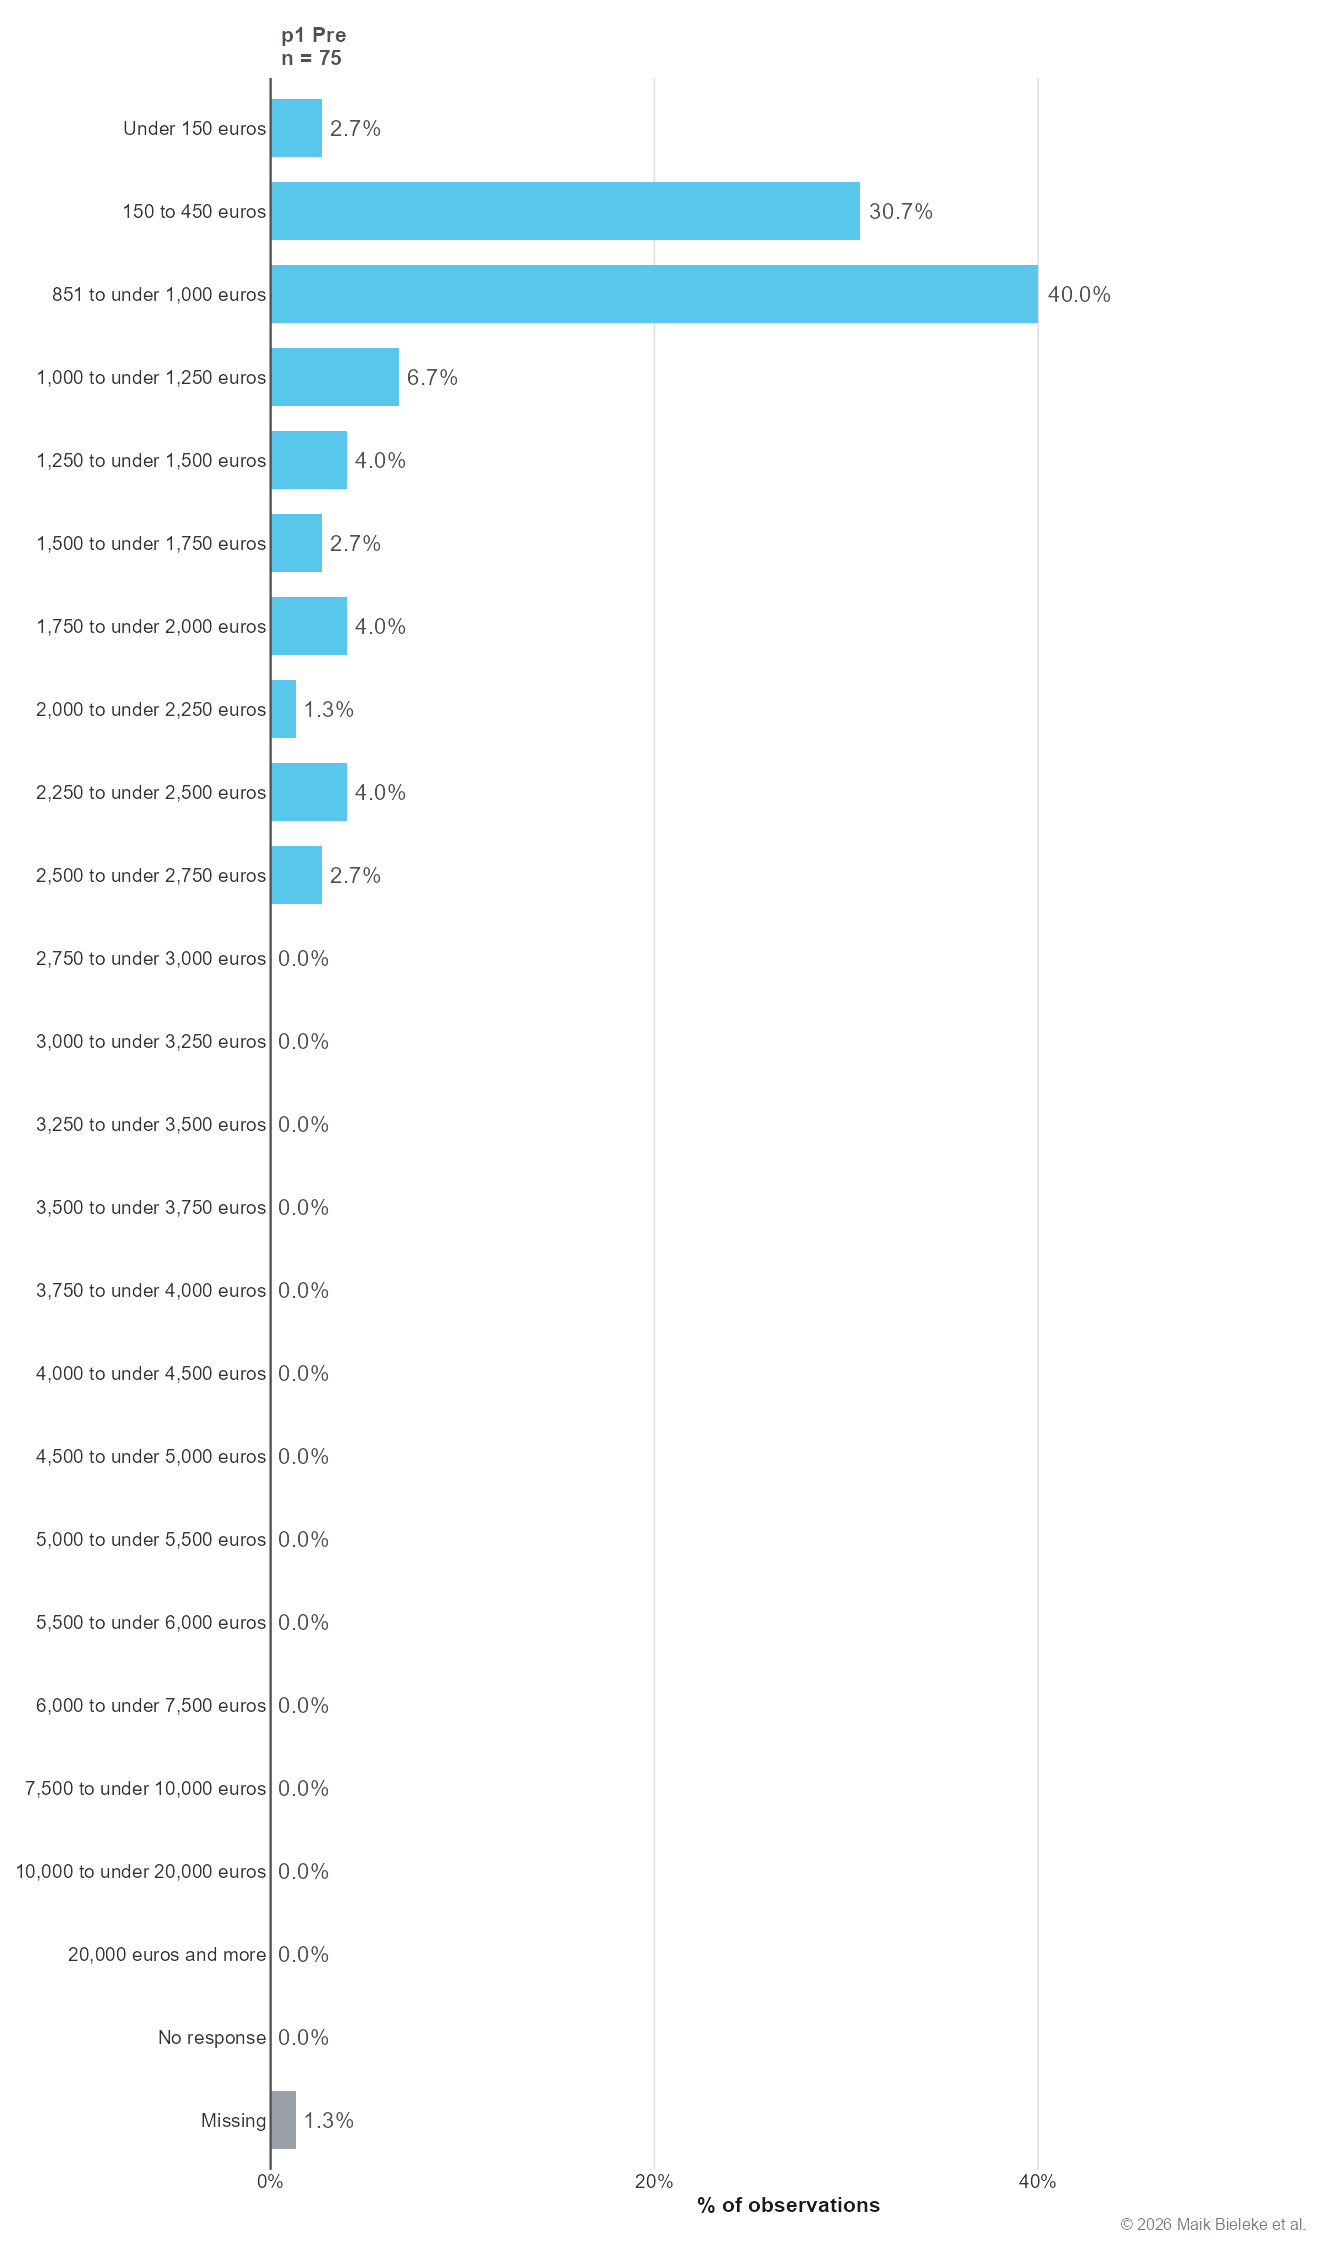 p1 Pre
n = 75
Under 150 euros 2.7%
150 to 450 euros 30.7%
851 to under 1,000 euros 40.0%
1,000 to under 1,250 euros 6.7%
1,250 to under 1,500 euros 4.0%
1,500 to under 1,750 euros 2.7%
1,750 to under 2,000 euros 4.0%
2,000 to under 2,250 euros 1.3%
2,250 to under 2,500 euros 4.0%
2,500 to under 2,750 euros 2.7%
2,750 to under 3,000 euros 0.0%
3,000 to under 3,250 euros 0.0%
3,250 to under 3,500 euros 0.0%
3,500 to under 3,750 euros 0.0%
3,750 to under 4,000 euros 0.0%
4,000 to under 4,500 euros 0.0%
4,500 to under 5,000 euros 0.0%
5,000 to under 5,500 euros 0.0%
5,500 to under 6,000 euros 0.0%
6,000 to under 7,500 euros 0.0%
7,500 to under 10,000 euros 0.0%
10,000 to under 20,000 euros 0.0%
20,000 euros and more 0.0%
No response 0.0%
Missing 1.3%
0% 20% 40%
% of observations
© 2026 Maik Bieleke et al.